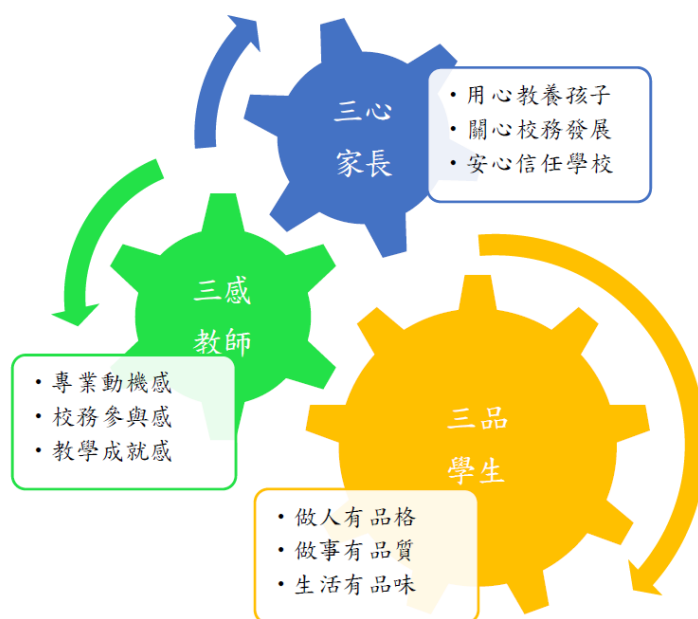 三心
家長
・用心教養孩子
・關心校務發展
・安心信任學校
三感
教師
・專業動機感
・校務參與感
・教學成就感
三品
學生
・做人有品格
・做事有品質
・生活有品味